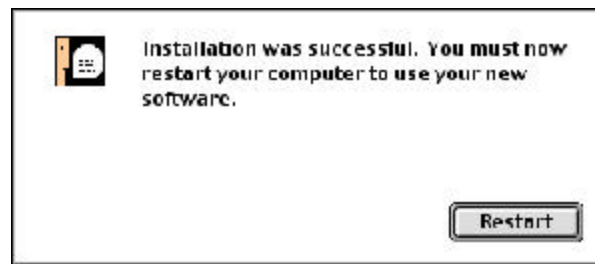 Installation was successful. You must now
restart your computer to use your new
software.
Restart